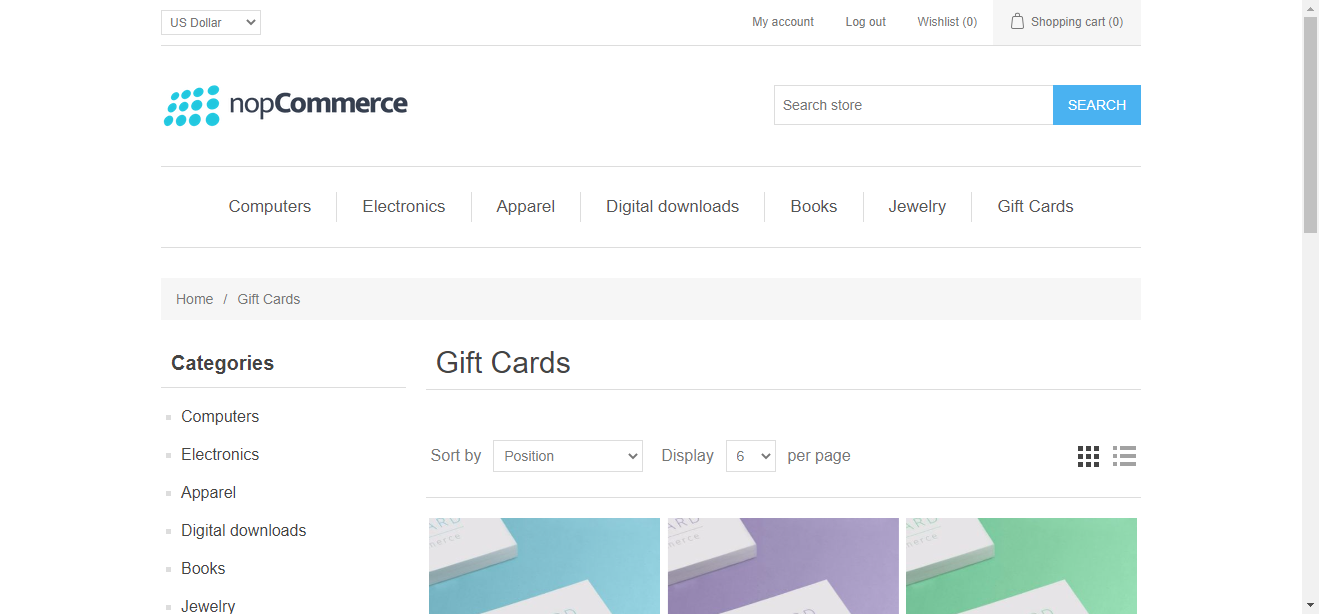 US Dollar
My account
Log out
Wishlist (0)
Shopping cart (0)
nopCommerce
Search store
SEARCH
Computers
Electronics
Apparel
Digital downloads
Books
Jewelry
Gift Cards
Home / Gift Cards
Categories
Computers
Electronics
Apparel
Digital downloads
Books
Jewelry
Gift Cards
Sort by Position Display 6 per page